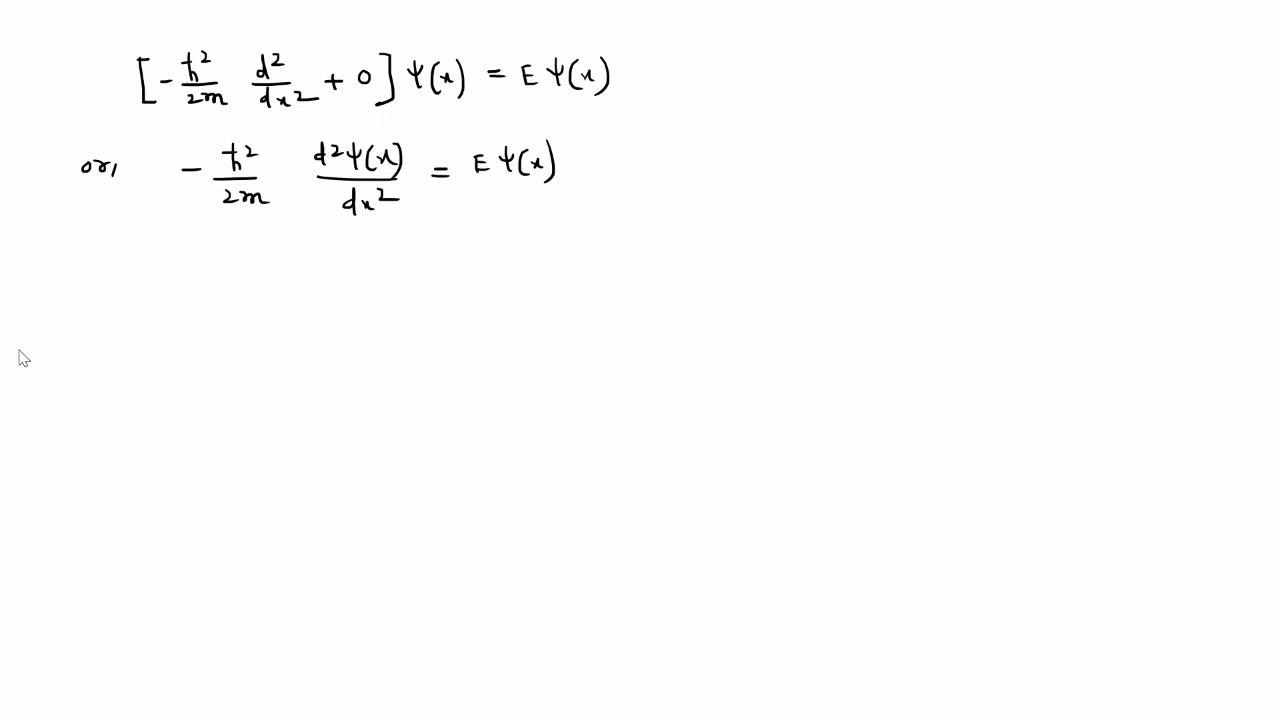 [-ħ²/2m d²/dx² + 0] Ψ(x) = E Ψ(x)
or, -ħ²/2m d²Ψ(x)/dx² = E Ψ(x)